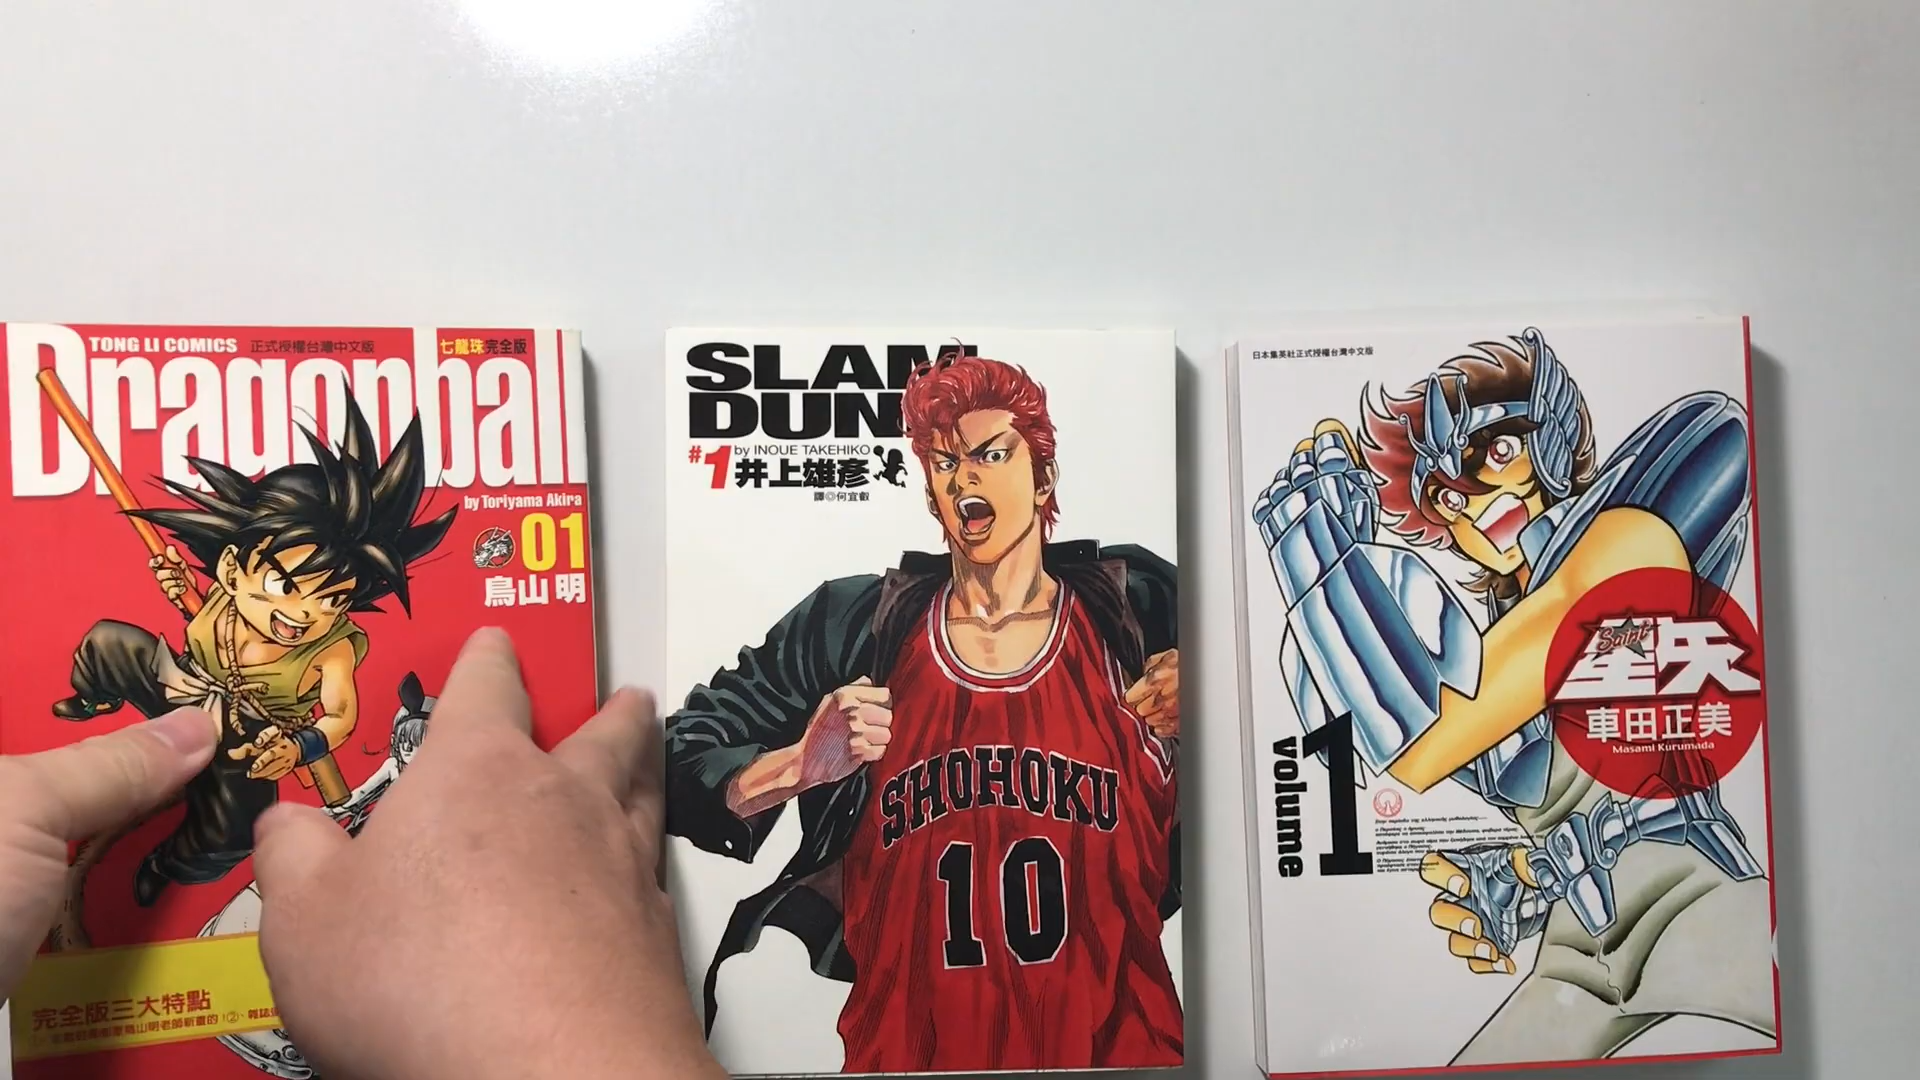 TONG LI COMICS 正式授權台灣中文版
七龍珠完全版
Dragonball
by Toriyama Akira
01
鳥山 明
完全版三大特點
SLAM
DUN
#1 by INOUE TAKEHIKO
井上雄彥
譯◎何宜叡
SHOHOKU
10
日本集英社正式授權台灣中文版
Saint
星矢
車田正美
Masami Kurumada
volume 1